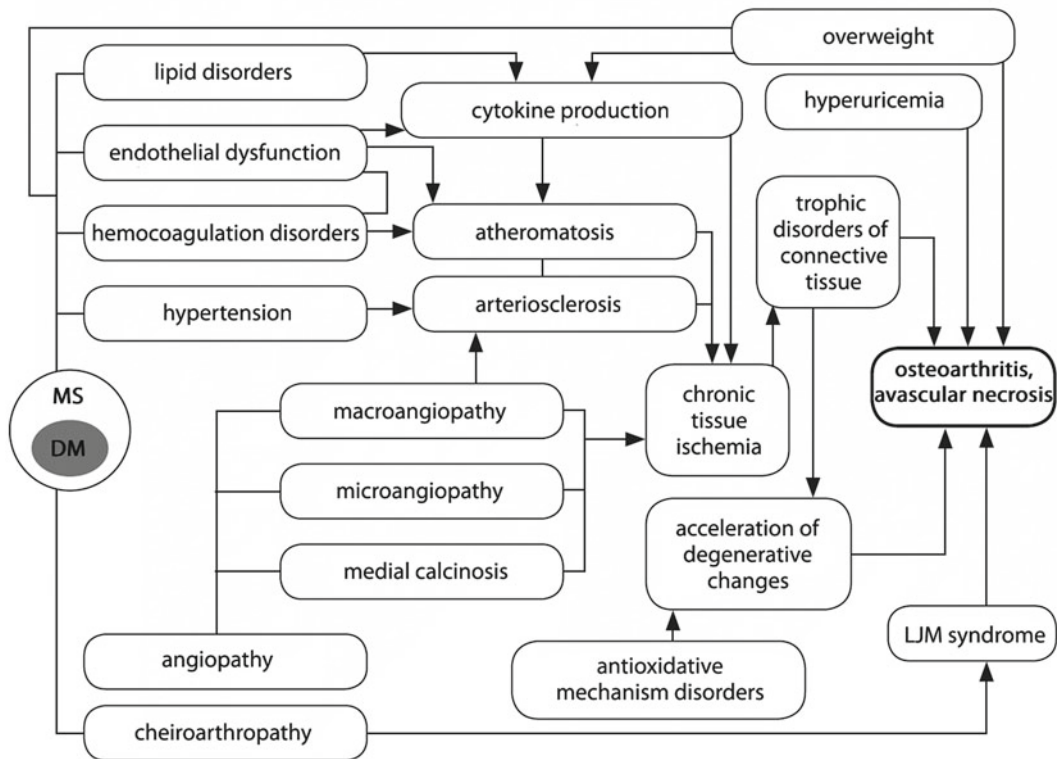 overweight
lipid disorders
hyperuricemia
cytokine production
endothelial dysfunction
trophic
disorders of
connective
tissue
hemocoagulation disorders
atheromatosis
hypertension
arteriosclerosis
osteoarthritis,
avascular necrosis
MS
DM
macroangiopathy
chronic
tissue
ischemia
microangiopathy
acceleration of
degenerative
changes
medial calcinosis
LJM syndrome
angiopathy
antioxidative
mechanism disorders
cheiroarthropathy